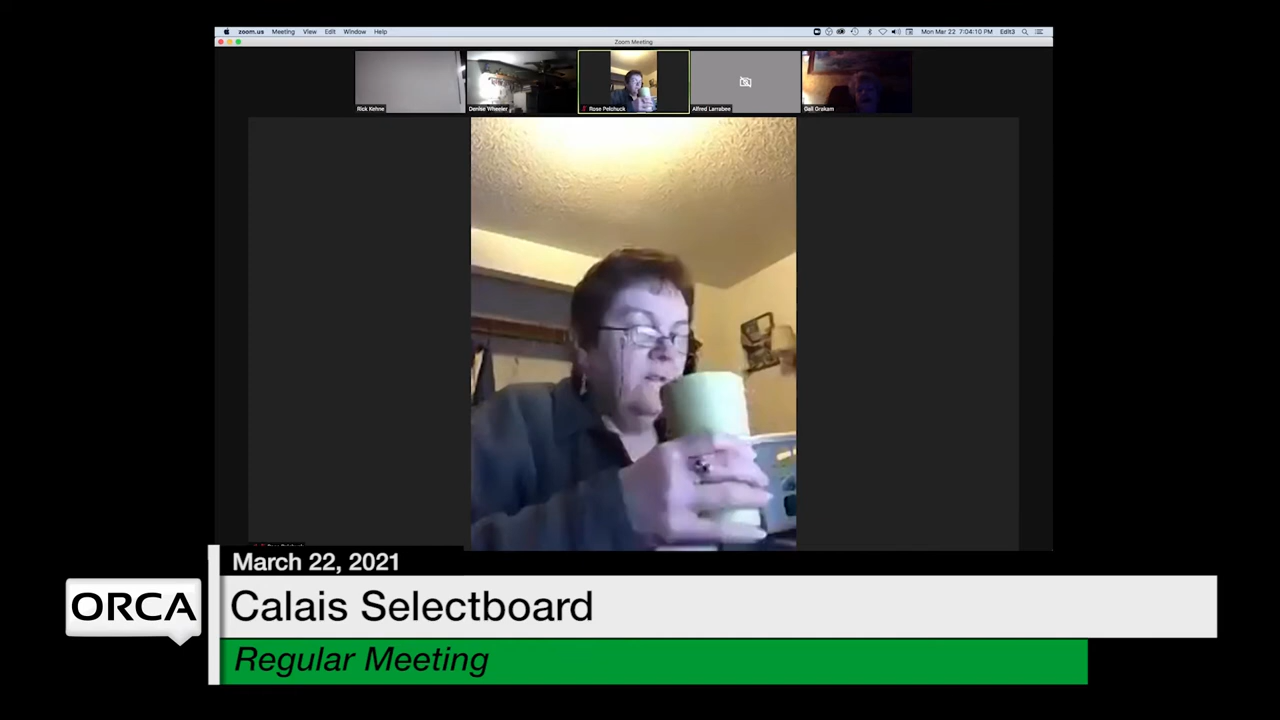 zoom.us Meeting View Edit Window Help
Mon Mar 22 7:04:10 PM Edit3
Zoom Meeting
Rick Kehne
Denise Wheeler
Rose Pelchuck
Alfred Larrabee
Gail Graham
March 22, 2021
ORCA
Calais Selectboard
Regular Meeting